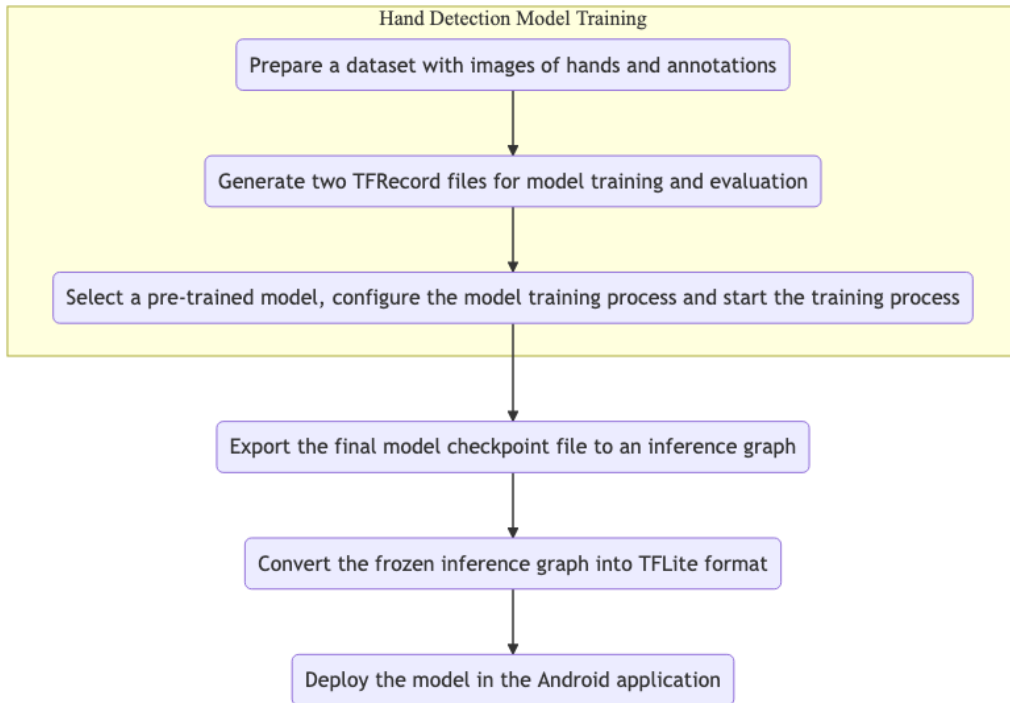 Hand Detection Model Training
Prepare a dataset with images of hands and annotations
Generate two TFRecord files for model training and evaluation
Select a pre-trained model, configure the model training process and start the training process
Export the final model checkpoint file to an inference graph
Convert the frozen inference graph into TFLite format
Deploy the model in the Android application